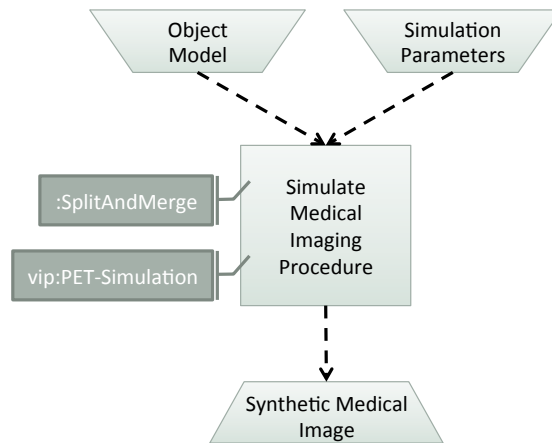 Object
Model
Simulation
Parameters
:SplitAndMerge
vip:PET-Simulation
Simulate
Medical
Imaging
Procedure
Synthetic Medical
Image